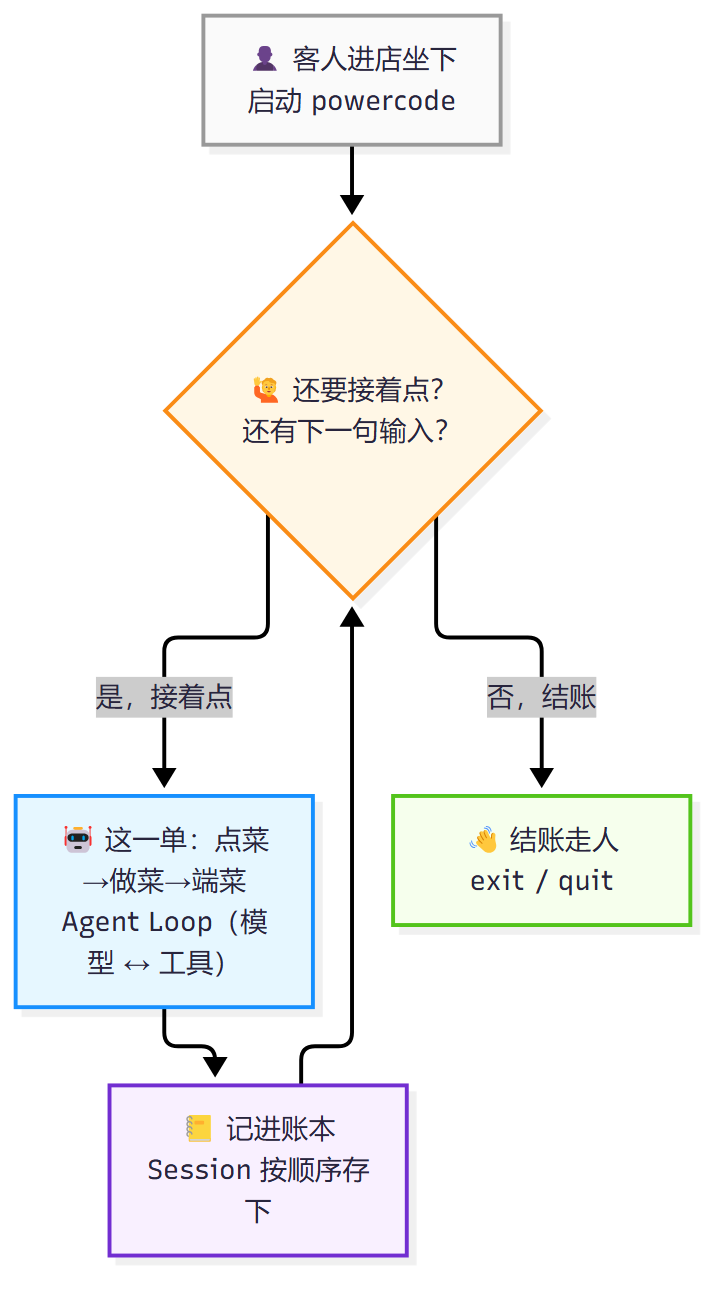 👤 客人进店坐下
启动 powercode
🙋 还要接着点？
还有下一句输入？
是，接着点
否，结账
🤖 这一单：点菜
→做菜→端菜
Agent Loop（模
型 ↔ 工具）
👋 结账走人
exit / quit
📒 记进账本
Session 按顺序存
下